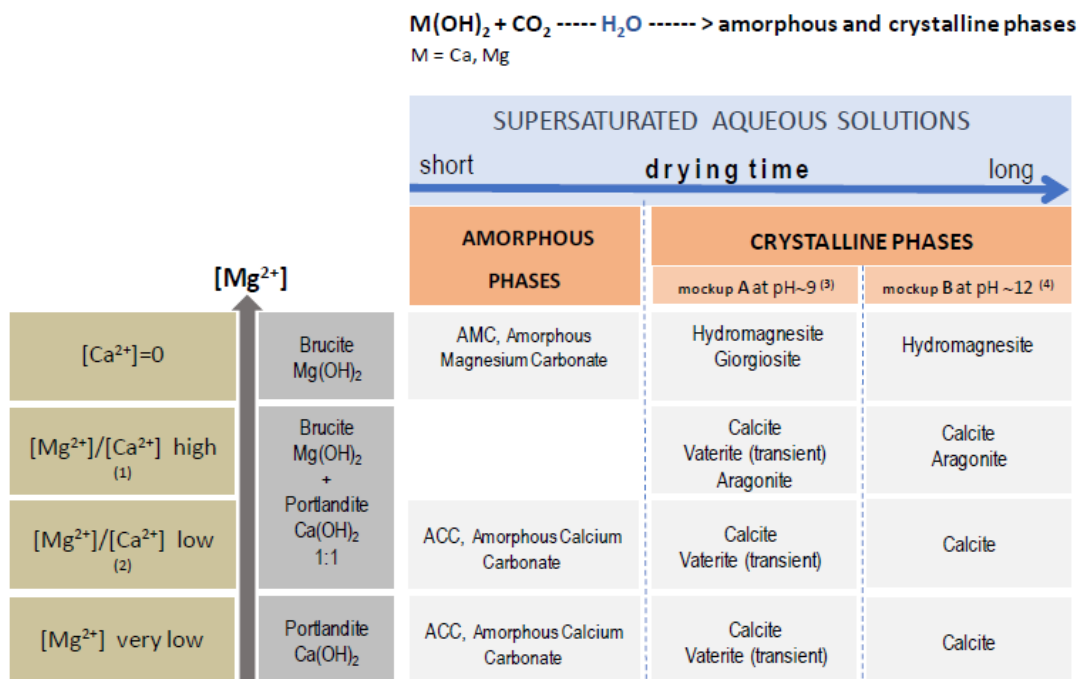 M(OH)₂ + CO₂ ----- H₂O ------ > amorphous and crystalline phases
M = Ca, Mg
SUPERSATURATED AQUEOUS SOLUTIONS
short drying time long
AMORPHOUS
PHASES
CRYSTALLINE PHASES
mockup A at pH~9 ⁽³⁾
mockup B at pH ~12 ⁽⁴⁾
[Mg²⁺]
[Ca²⁺]=0
Brucite
Mg(OH)₂
AMC, Amorphous
Magnesium Carbonate
Hydromagnesite
Giorgiosite
Hydromagnesite
[Mg²⁺]/[Ca²⁺] high
(1)
Brucite
Mg(OH)₂
+
Portlandite
Ca(OH)₂
1:1
Calcite
Vaterite (transient)
Aragonite
Calcite
Aragonite
[Mg²⁺]/[Ca²⁺] low
(2)
ACC, Amorphous Calcium
Carbonate
Calcite
Vaterite (transient)
Calcite
[Mg²⁺] very low
Portlandite
Ca(OH)₂
ACC, Amorphous Calcium
Carbonate
Calcite
Vaterite (transient)
Calcite